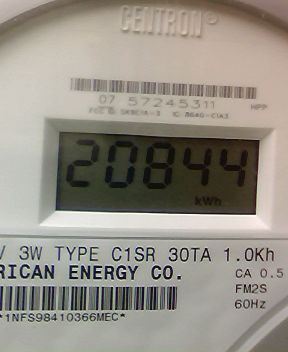 CENTRON®
07 57245311 HPP
20844
kWh
V 3W TYPE C1SR 30TA 1.0Kh
RICAN ENERGY CO. CA 0.5
FM2S
60Hz
*1NFS98410366MEC*